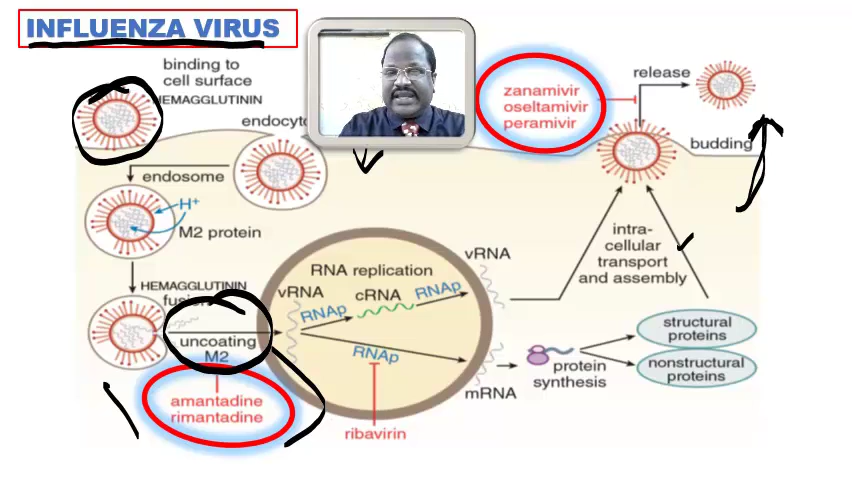 INFLUENZA VIRUS
binding to
cell surface
HEMAGGLUTININ
zanamivir
oseltamivir
peramivir
release
budding
endosome
H+
M2 protein
HEMAGGLUTININ
uncoating
M2
amantadine
rimantadine
RNA replication
vRNA
RNAp
cRNA
RNAp
vRNA
RNAp
mRNA
ribavirin
protein
synthesis
intra-
cellular
transport
and assembly
structural
proteins
nonstructural
proteins